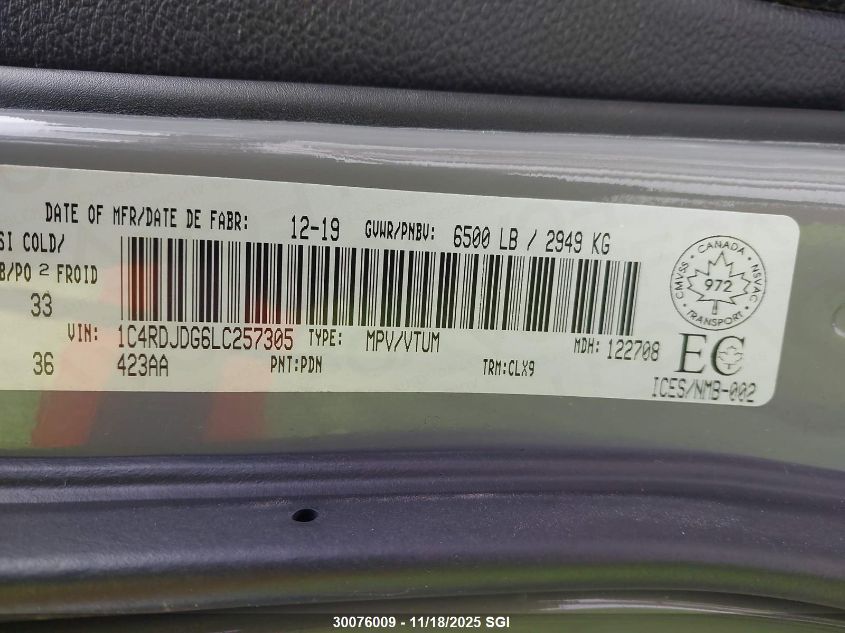 DATE OF MFR/DATE DE FABR: 12-19 GVWR/PNBV: 6500 LB / 2949 KG
SI COLD/
B/PO 2 FROID
33
VIN: 1C4RDJDG6LC257305 TYPE: MPV/VTUM MDH: 122708
36 423AA PNT:PDN TRM:CLX9
CANADA
CMVSS 972 NSVAC
TRANSPORT
EC
ICES/NMB-002
30076009 - 11/18/2025 SGI